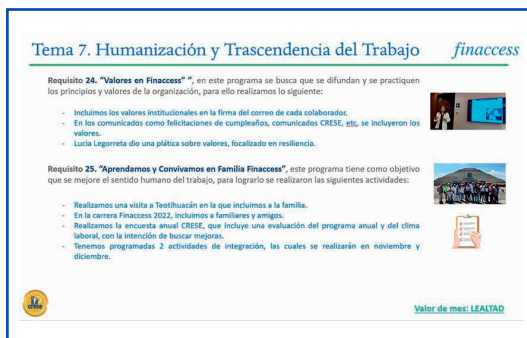 Tema 7. Humanización y Trascendencia del Trabajo
finaccess
Requisito 24. "Valores en Finaccess" ", en este programa se busca que se difundan y se practiquen
los principios y valores de la organización, para ello realizamos lo siguiente:
- Incluimos los valores institucionales en la firma del correo de cada colaborador.
- En los comunicados como felicitaciones de cumpleaños, comunicados CRESE, etc, se incluyeron los
valores.
- Lucia Legorreta dio una plática sobre valores, focalizado en resiliencia.
Requisito 25. "Aprendamos y Convivamos en Familia Finaccess", este programa tiene como objetivo
que se mejore el sentido humano del trabajo, para lograrlo se realizaron las siguientes actividades:
- Realizamos una visita a Teotihuacán en la que incluimos a la familia.
- En la carrera Finaccess 2022, incluimos a familiares y amigos.
- Realizamos la encuesta anual CRESE, que incluye una evaluación del programa anual y del clima
laboral, con la intención de buscar mejoras.
- Tenemos programadas 2 actividades de integración, las cuales se realizarán en noviembre y
diciembre.
crese
Valor de mes: LEALTAD